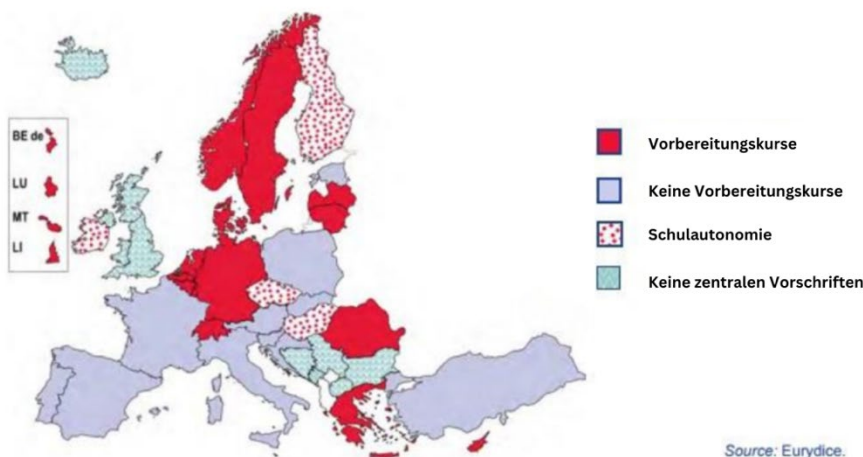 BE de
LU
MT
LI
Vorbereitungskurse
Keine Vorbereitungskurse
Schulautonomie
Keine zentralen Vorschriften
Source: Eurydice.